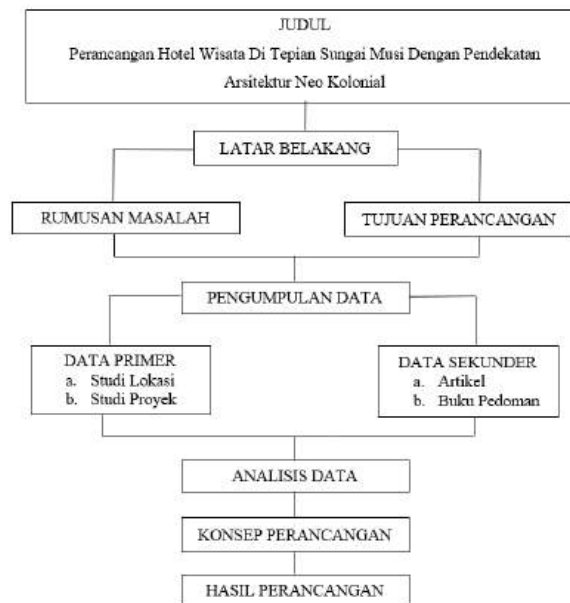 JUDUL
Perancangan Hotel Wisata Di Tepian Sungai Musi Dengan Pendekatan
Arsitektur Neo Kolonial
LATAR BELAKANG
RUMUSAN MASALAH
TUJUAN PERANCANGAN
PENGUMPULAN DATA
DATA PRIMER
a. Studi Lokasi
b. Studi Proyek
DATA SEKUNDER
a. Artikel
b. Buku Pedoman
ANALISIS DATA
KONSEP PERANCANGAN
HASIL PERANCANGAN